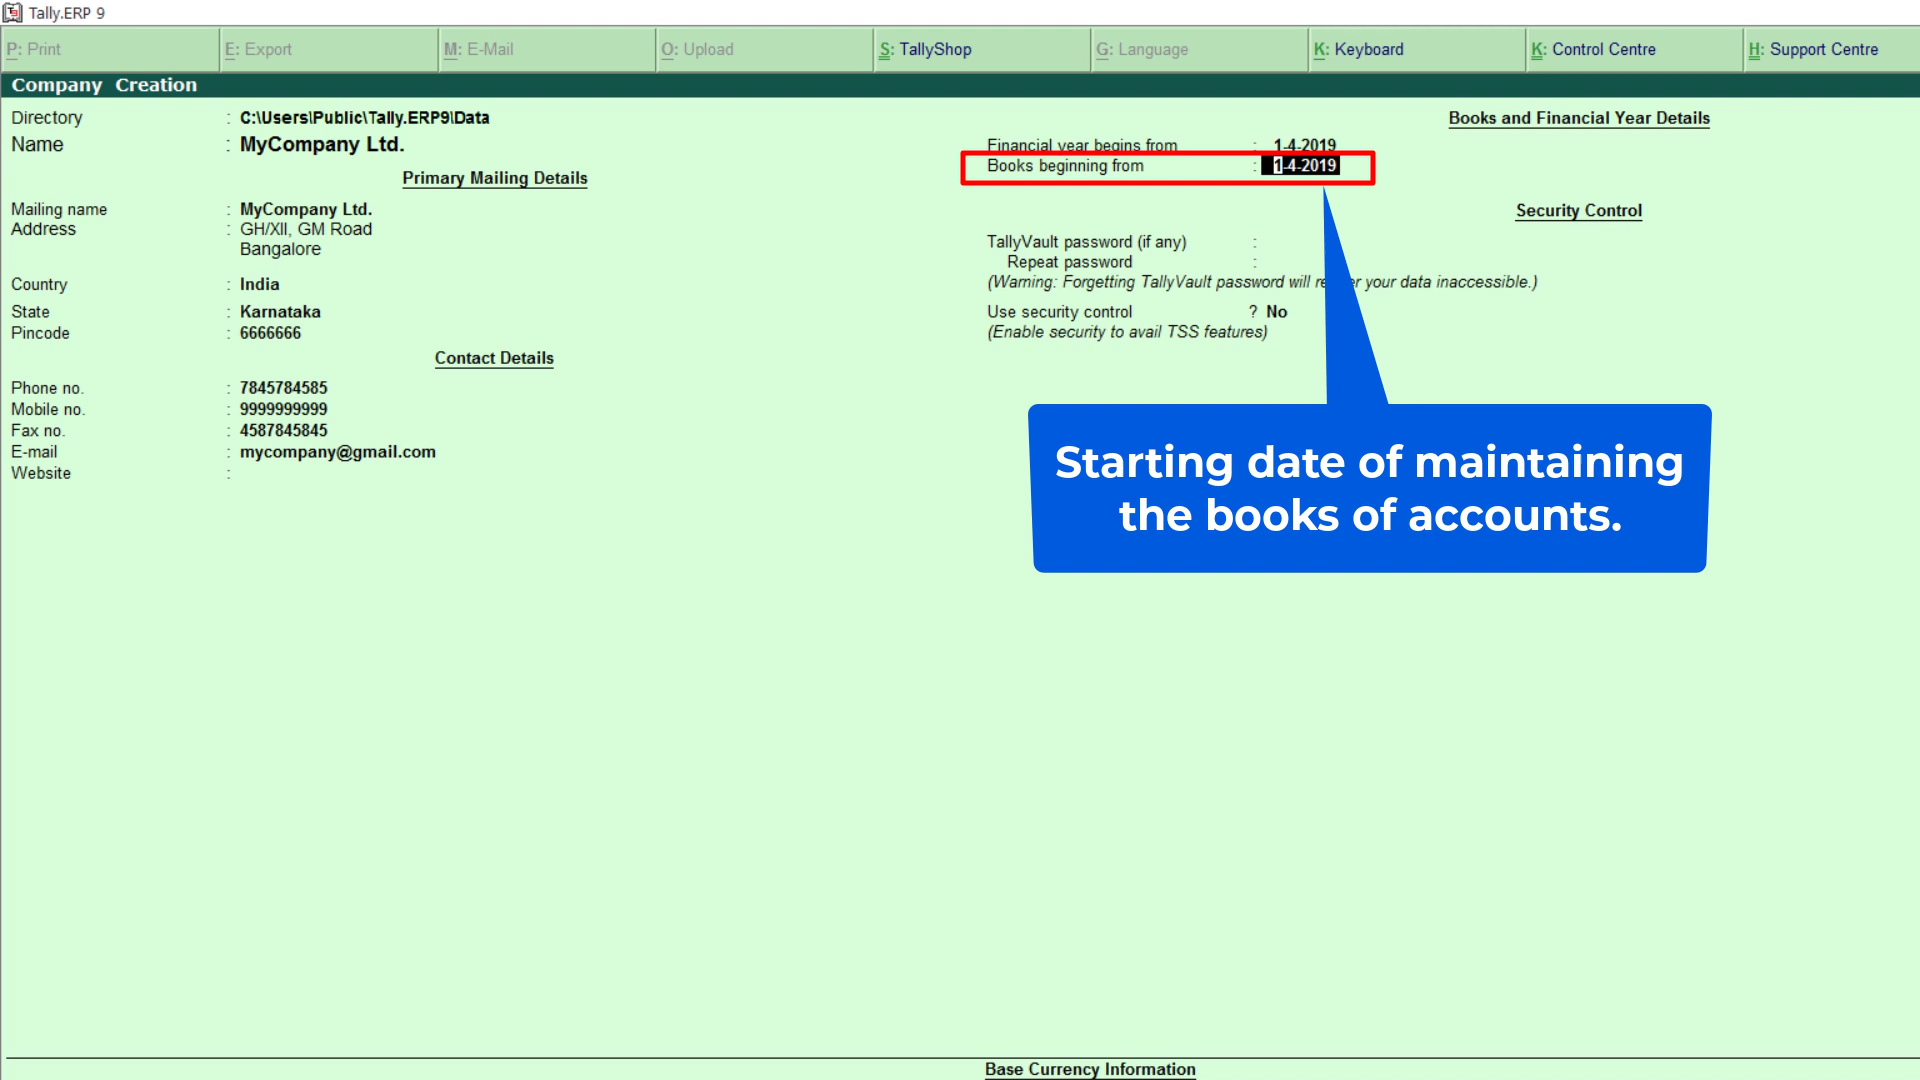 Tally.ERP 9
P: Print E: Export M: E-Mail O: Upload S: TallyShop G: Language K: Keyboard K: Control Centre H: Support Centre
Company Creation
Directory : C:\Users\Public\Tally.ERP9\Data
Name : MyCompany Ltd.
Primary Mailing Details
Mailing name : MyCompany Ltd.
Address : GH/XII, GM Road
Bangalore
Country : India
State : Karnataka
Pincode : 6666666
Contact Details
Phone no. : 7845784585
Mobile no. : 9999999999
Fax no. : 4587845845
E-mail : mycompany@gmail.com
Website :
Books and Financial Year Details
Financial year begins from : 1-4-2019
Books beginning from : 1-4-2019
Security Control
TallyVault password (if any) :
Repeat password :
(Warning: Forgetting TallyVault password will your data inaccessible.)
Use security control ? No
(Enable security to avail TSS features)
Starting date of maintaining
the books of accounts.
Base Currency Information